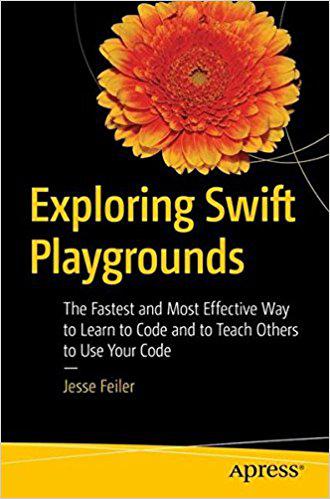 Exploring Swift
Playgrounds
The Fastest and Most Effective Way
to Learn to Code and to Teach Others
to Use Your Code
—
Jesse Feiler
Apress®